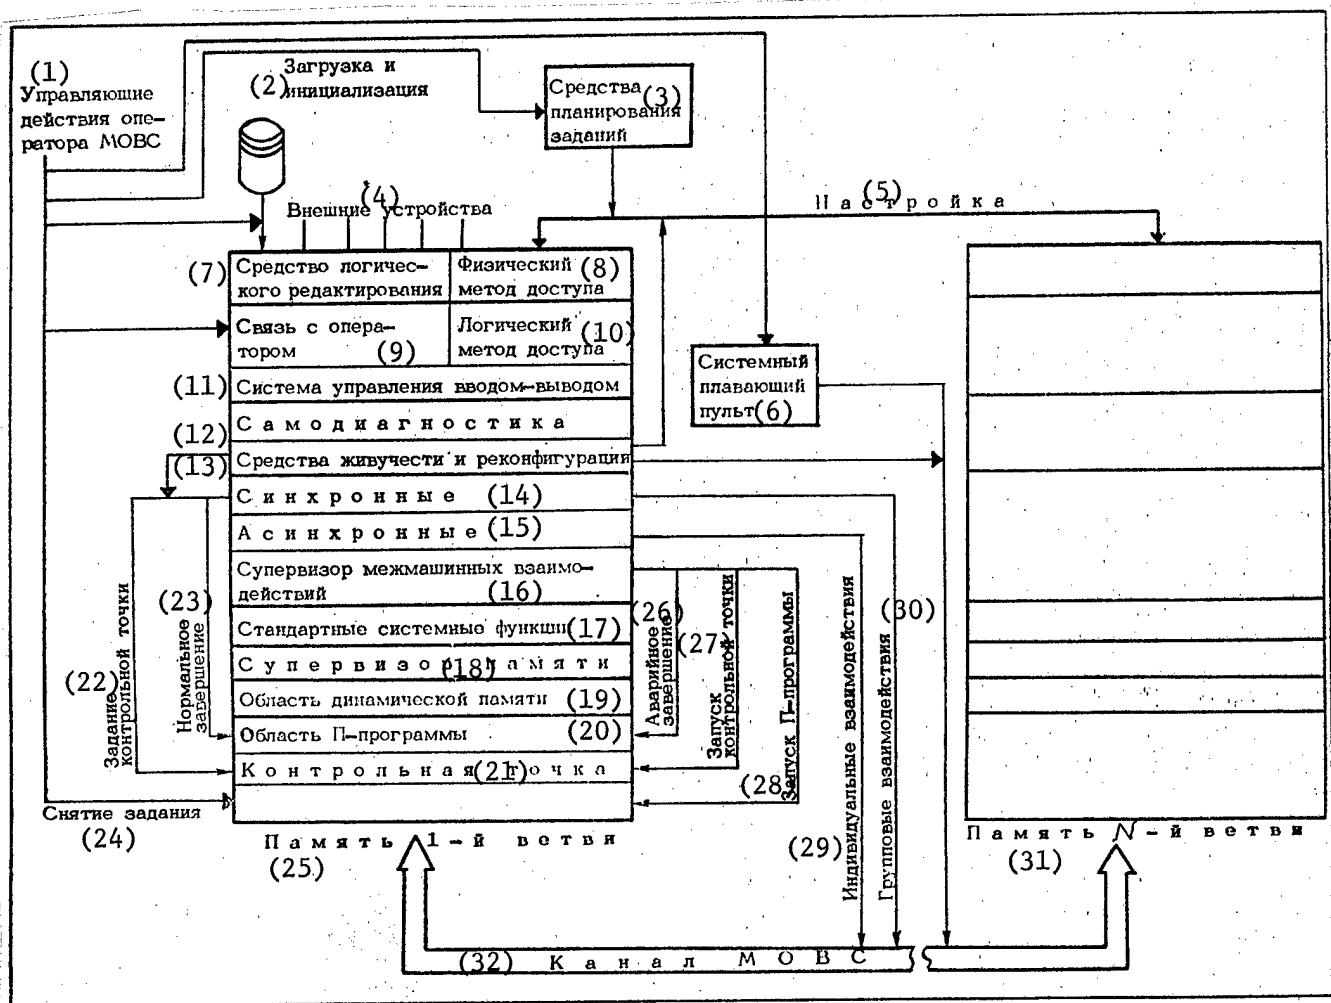 (1)
Управляющие
действия опе-
ратора МОВС
(2) Загрузка и
инициализация
Средства (3)
планирования
заданий
(4)
Внешние устройства
(5)
Настройка
(7) Средство логичес-
кого редактирования
Физический (8)
метод доступа
Связь с опера-
тором (9)
Логический (10)
метод доступа
Системный
плавающий
пульт (6)
(11) Система управления вводом-выводом
(12) Самодиагностика
(13) Средства живучести и реконфигурации
Синхронные (14)
Асинхронные (15)
Супервизор межмашинных взаимо-
действий (16)
Стандартные системные функции (17)
Супервизор памяти (18)
Область динамической памяти (19)
Область П-программы (20)
Контрольная точка (21)
(22) Задание
контрольной точки
(23) Нормальное
завершение
Снятие задания
(24)
Память 1-й ветви
(25)
(26) Аварийное
завершение
(27) Запуск
контрольной точки
(28) Запуск П-программы
(29) Индивидуальные взаимодействия
(30) Групповые взаимодействия
Память N-й ветви
(31)
(32) Канал МОВС